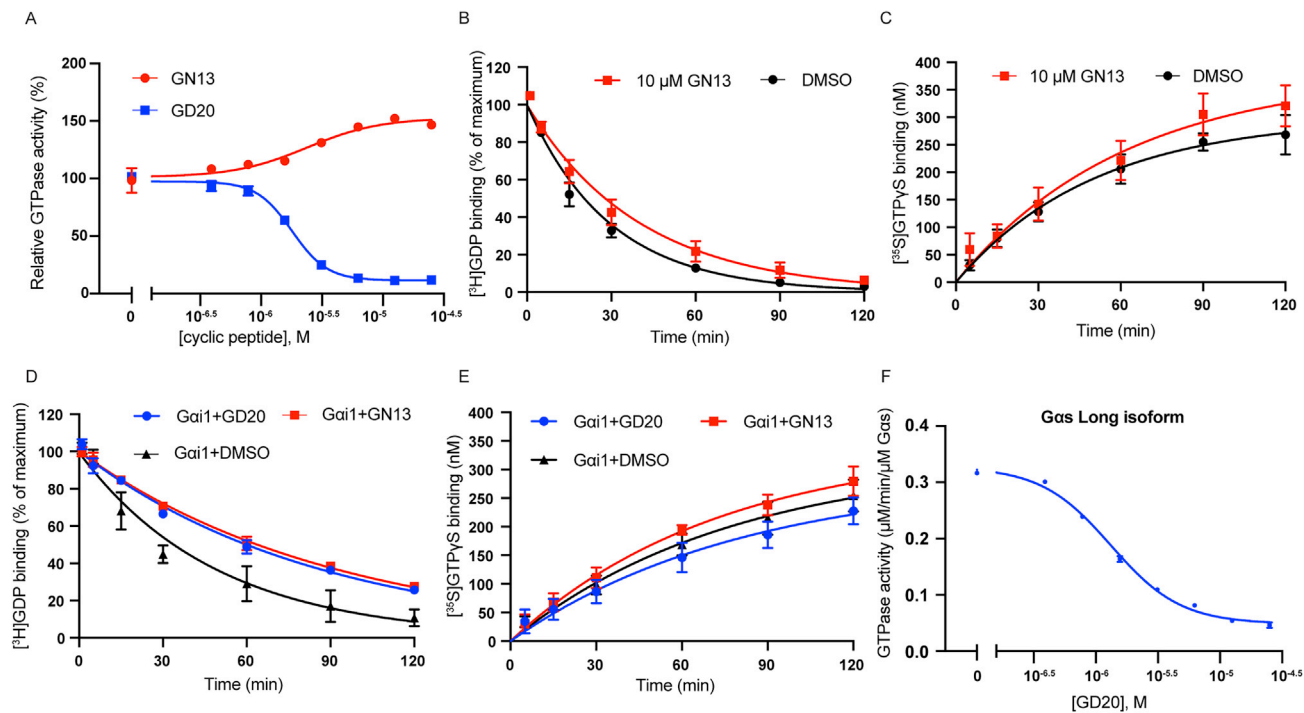 A
GN13
GD20
Relative GTPase activity (%)
200
150
100
50
0
0
10-6.5
10-6
10-5.5
10-5
10-4.5
[cyclic peptide], M
B
10 µM GN13
DMSO
[3H]GDP binding (% of maximum)
120
100
80
60
40
20
0
0
30
60
90
120
Time (min)
C
10 µM GN13
DMSO
[35S]GTPγS binding (nM)
400
350
300
250
200
150
100
50
0
0
30
60
90
120
Time (min)
D
Gαi1+GD20
Gαi1+GN13
Gαi1+DMSO
[3H]GDP binding (% of maximum)
120
100
80
60
40
20
0
0
30
60
90
120
Time (min)
E
Gαi1+GD20
Gαi1+GN13
Gαi1+DMSO
[35S]GTPγS binding (nM)
400
350
300
250
200
150
100
50
0
0
30
60
90
120
Time (min)
F
Gαs Long isoform
GTPase activity (µM/min/µM Gαs)
0.4
0.3
0.2
0.1
0.0
0
10-6.5
10-6
10-5.5
10-5
10-4.5
[GD20], M